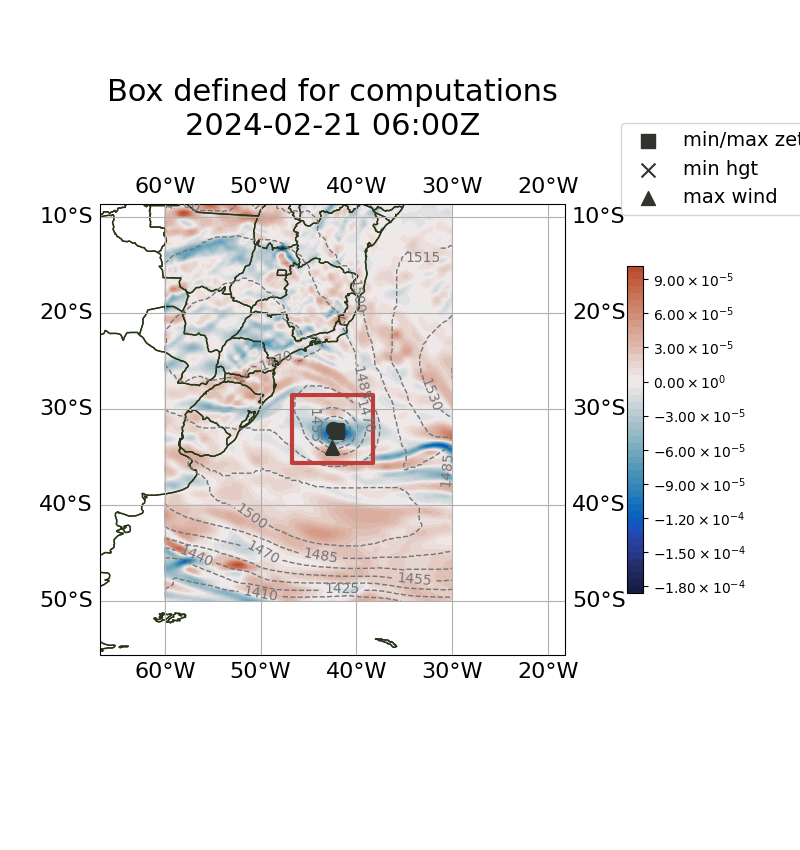 Box defined for computations
2024-02-21 06:00Z
min/max zet
min hgt
max wind
60°W 50°W 40°W 30°W 20°W
10°S 10°S
20°S
30°S
40°S
50°S 50°S
60°W 50°W 40°W 30°W 20°W
9.00 × 10⁻⁵
6.00 × 10⁻⁵
3.00 × 10⁻⁵
0.00 × 10⁰
−3.00 × 10⁻⁵
−6.00 × 10⁻⁵
−9.00 × 10⁻⁵
−1.20 × 10⁻⁴
−1.50 × 10⁻⁴
−1.80 × 10⁻⁴
1515
1530
1485
1500
1470
1485
1440
1455
1425
1410